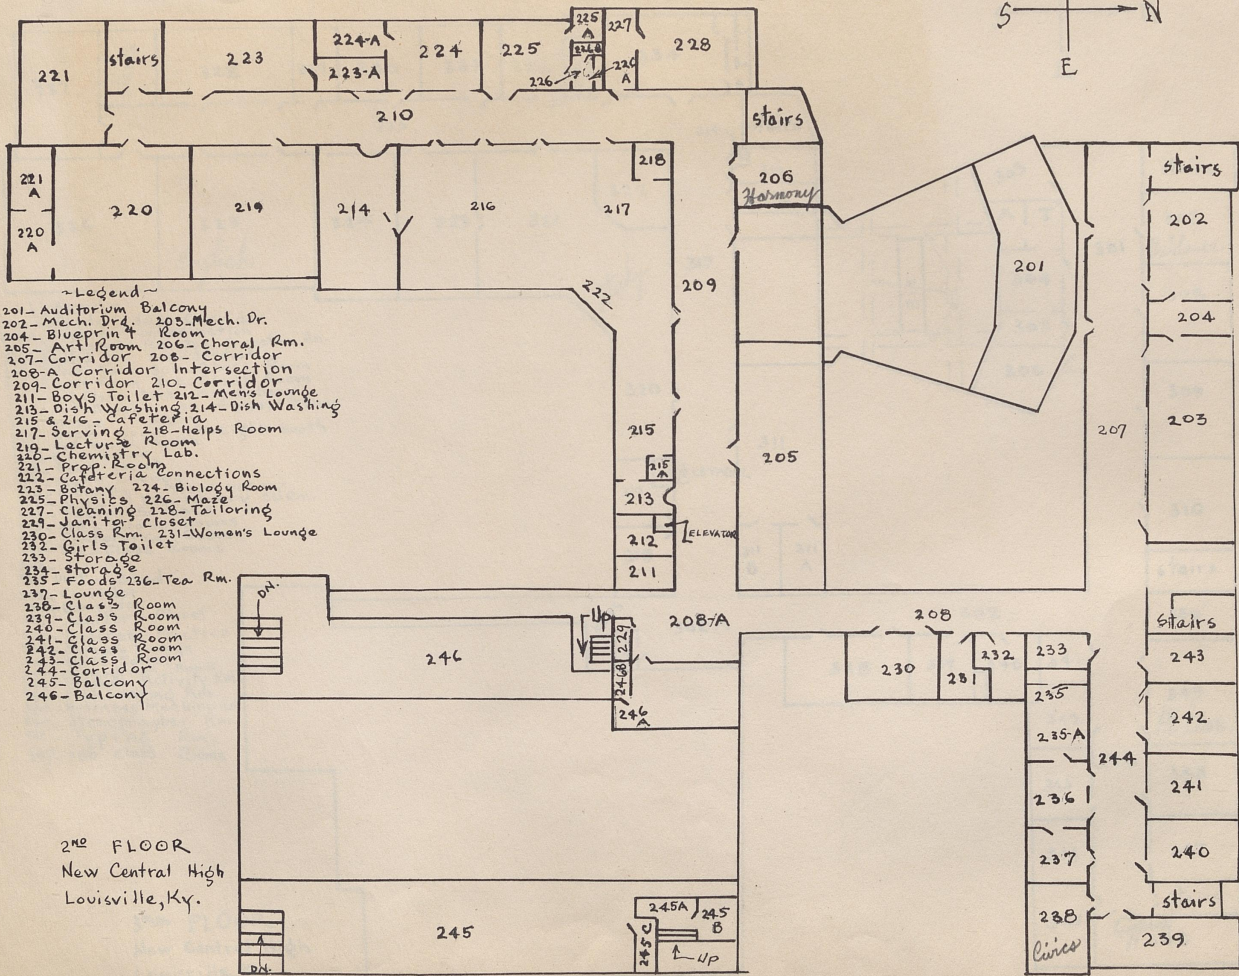 S N
E
221
stairs
223
224-A
223-A
224
225
225 A
226B
226
226 A
227
228
210
stairs
221 A
220 A
220
219
214
216
217
218
206
Harmony
209
222
201
207
stairs
202
204
203
215
215 A
213
212
211
ELEVATOR
205
~Legend~
201- Auditorium Balcony
202- Mech. Drg. 203- Mech. Dr.
204- Blueprint Room
205- Art Room 206- Choral Rm.
207- Corridor 208- Corridor
208-A Corridor Intersection
209- Corridor 210- Corridor
211- Boys Toilet 212- Men's Lounge
213- Dish Washing 214- Dish Washing
215 & 216- Cafeteria
217- Serving 218- Helps Room
219- Lecture Room
220- Chemistry Lab.
221- Prep. Room
222- Cafeteria Connections
223- Botany 224- Biology Room
225- Physics 226- Maze
227- Cleaning 228- Tailoring
229- Janitor Closet
230- Class Rm. 231- Women's Lounge
232- Girls Toilet
233- Storage
234- Storage
235- Foods 236- Tea Rm.
237- Lounge
238- Class Room
239- Class Room
240- Class Room
241- Class Room
242- Class Room
243- Class Room
244- Corridor
245- Balcony
246- Balcony
DN.
246
Up
229
246B
246 A
208-A
208
230
231
232
233
235
235-A
236
237
238
Civics
244
stairs
243
242
241
240
stairs
239
2ND FLOOR
New Central High
Louisville, Ky.
DN.
245
245A
245 B
245 C
Up